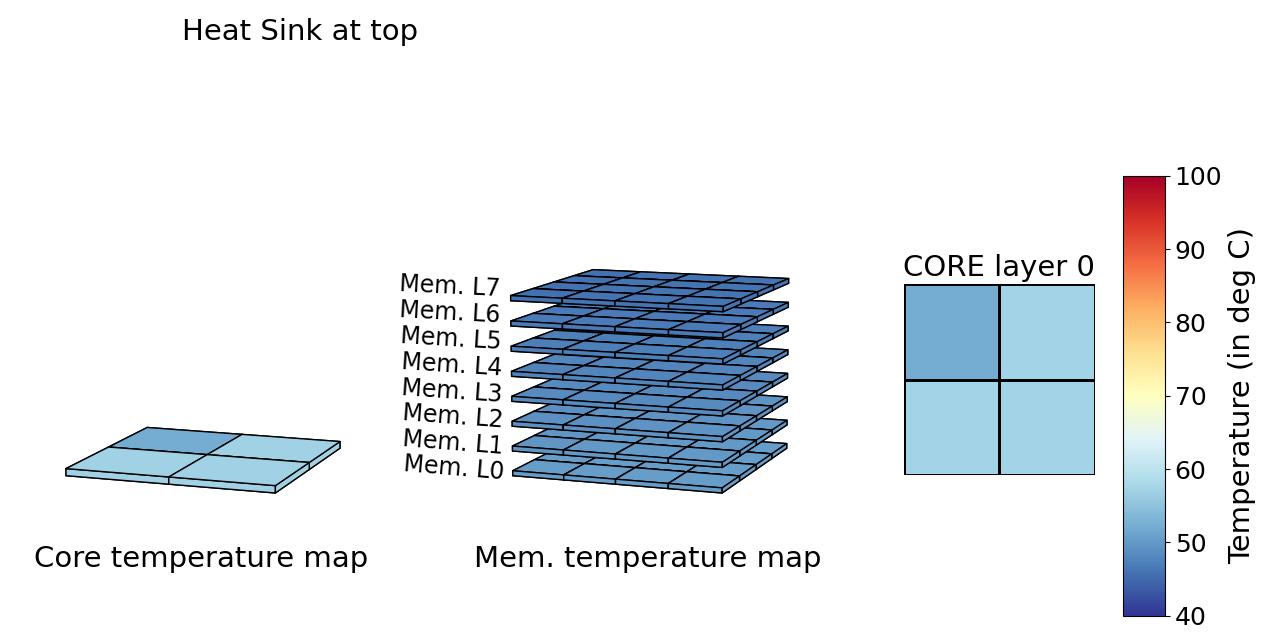 Heat Sink at top
Mem. L7
Mem. L6
Mem. L5
Mem. L4
Mem. L3
Mem. L2
Mem. L1
Mem. L0
Core temperature map
Mem. temperature map
CORE layer 0
100
90
80
70
60
50
40
Temperature (in deg C)